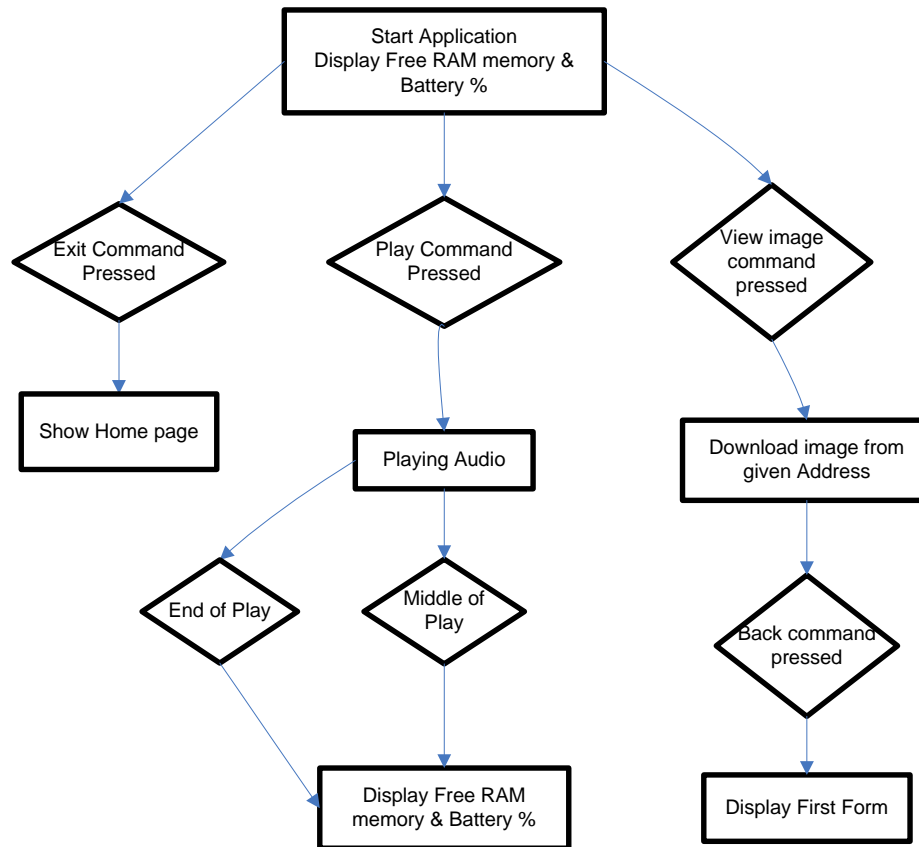 Start Application
Display Free RAM memory &
Battery %
Exit Command
Pressed
Play Command
Pressed
View image
command
pressed
Show Home page
Playing Audio
Download image from
given Address
End of Play
Middle of
Play
Back command
pressed
Display Free RAM
memory & Battery %
Display First Form